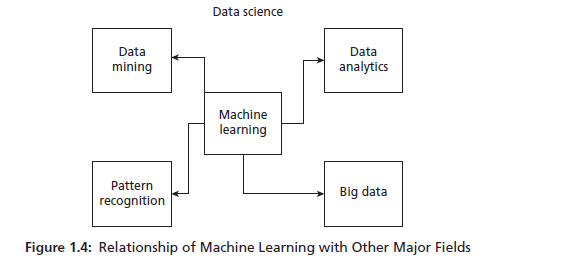 Data science
Data
mining
Data
analytics
Machine
learning
Pattern
recognition
Big data
Figure 1.4: Relationship of Machine Learning with Other Major Fields